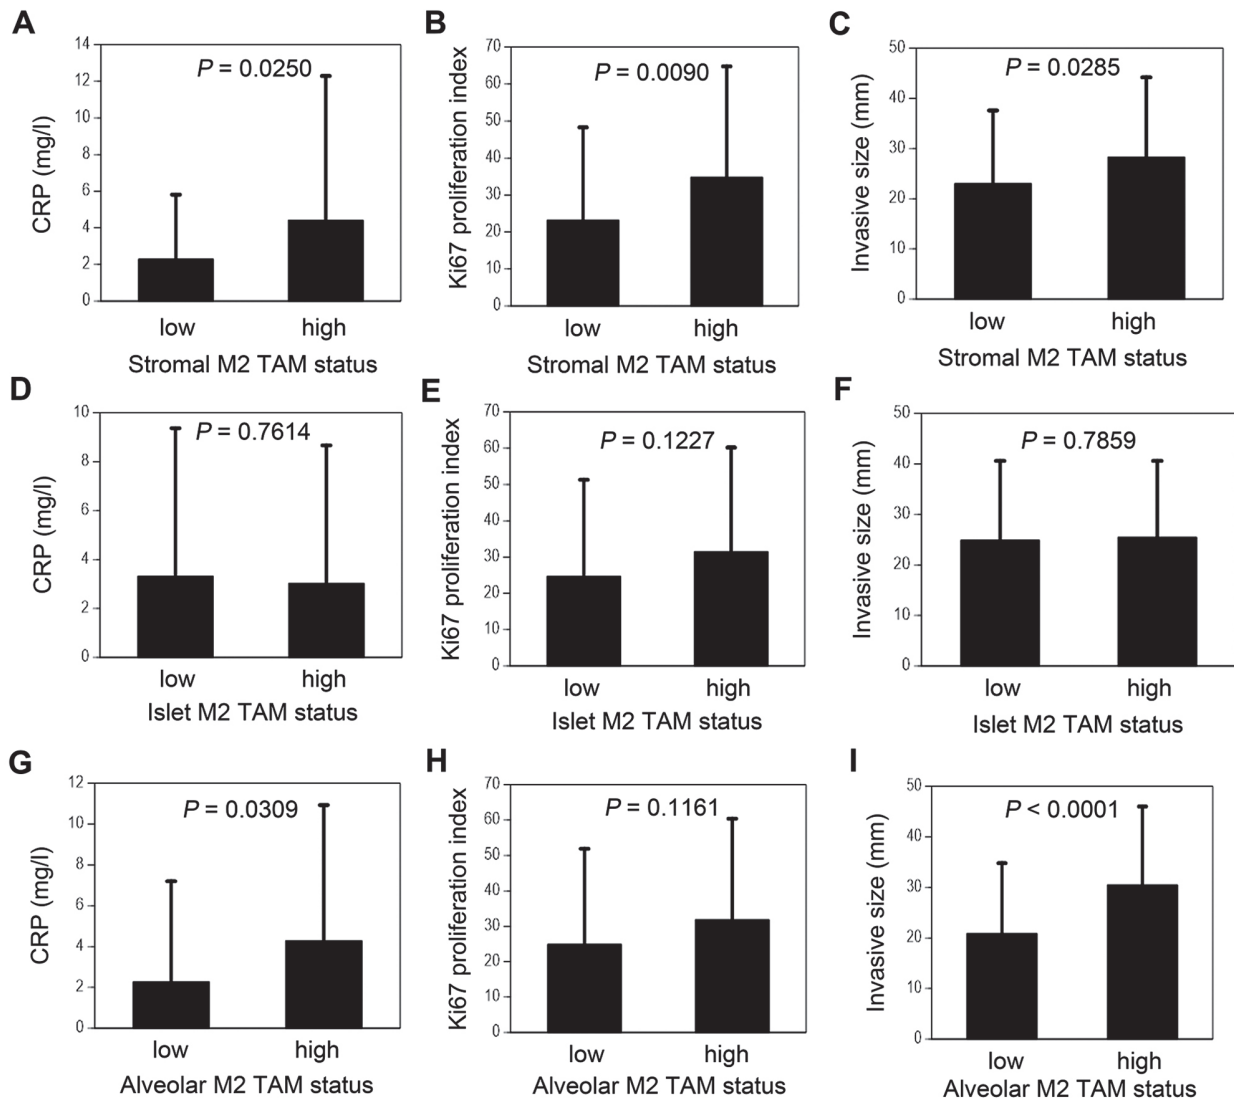 A
CRP (mg/l)
14
12
10
8
6
4
2
0
P = 0.0250
low high
Stromal M2 TAM status
B
Ki67 proliferation index
70
60
50
40
30
20
10
0
P = 0.0090
low high
Stromal M2 TAM status
C
Invasive size (mm)
50
40
30
20
10
0
P = 0.0285
low high
Stromal M2 TAM status
D
CRP (mg/l)
10
8
6
4
2
0
P = 0.7614
low high
Islet M2 TAM status
E
Ki67 proliferation index
70
60
50
40
30
20
10
0
P = 0.1227
low high
Islet M2 TAM status
F
Invasive size (mm)
50
40
30
20
10
0
P = 0.7859
low high
Islet M2 TAM status
G
CRP (mg/l)
12
10
8
6
4
2
0
P = 0.0309
low high
Alveolar M2 TAM status
H
Ki67 proliferation index
70
60
50
40
30
20
10
0
P = 0.1161
low high
Alveolar M2 TAM status
I
Invasive size (mm)
50
40
30
20
10
0
P < 0.0001
low high
Alveolar M2 TAM status